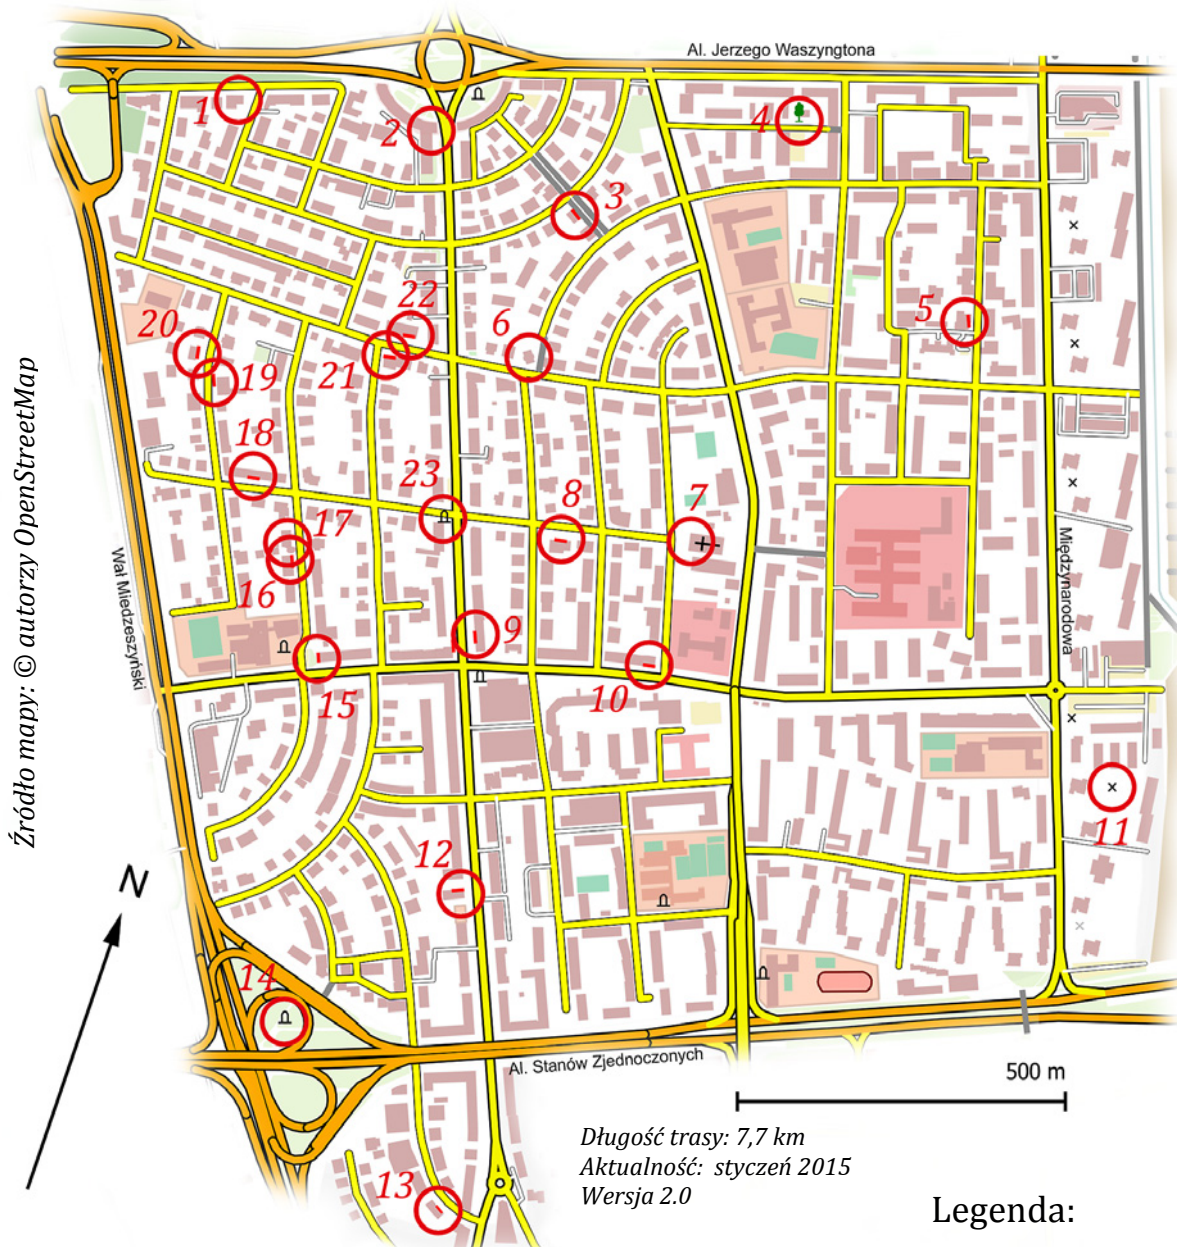 Al. Jerzego Waszyngtona
1
2
3
4
5
6
22
20
21
19
18
23
8
7
17
16
9
10
15
Źródło mapy: © autorzy OpenStreetMap
Wał Miedzeszyński
Międzynarodowa
11
12
N
14
Al. Stanów Zjednoczonych
500 m
13
Długość trasy: 7,7 km
Aktualność: styczeń 2015
Wersja 2.0
Legenda: